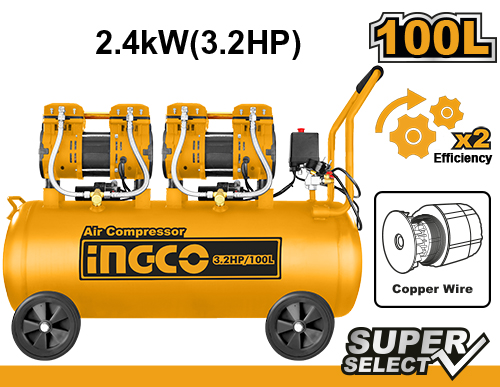 2.4kW(3.2HP)
100L
x2
Efficiency
Air Compressor
INGCO
3.2HP/100L
Copper Wire
SUPER
SELECT